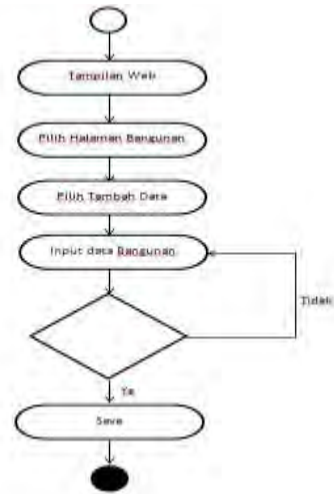 Tampilan Web
Pilih Halaman Bangunan
Pilih Tambah Data
Input data Bangunan
Tidak
Ya
Save